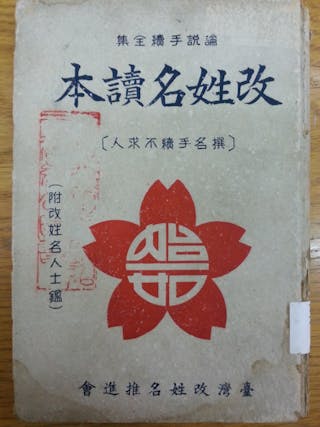 論說手續全集
改姓名讀本
〔撰名手續不求人〕
（附改姓名人士鑑）
臺灣改姓名推進會